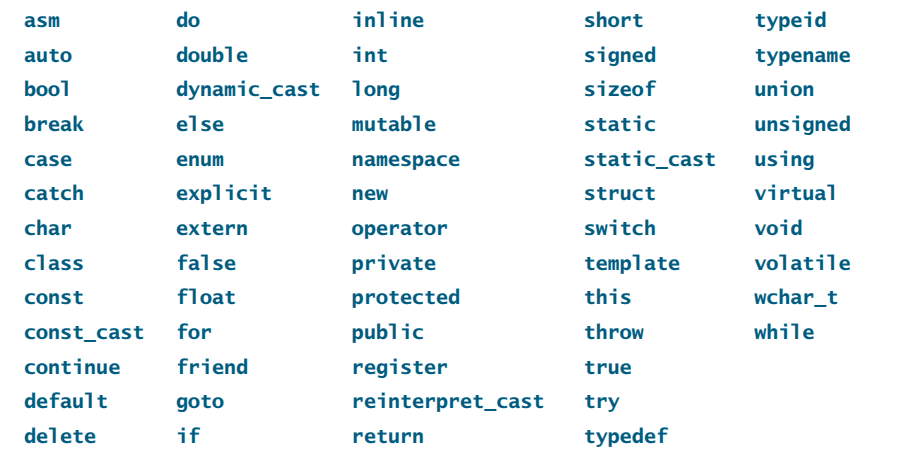 asm do inline short typeid
auto double int signed typename
bool dynamic_cast long sizeof union
break else mutable static unsigned
case enum namespace static_cast using
catch explicit new struct virtual
char extern operator switch void
class false private template volatile
const float protected this wchar_t
const_cast for public throw while
continue friend register true
default goto reinterpret_cast try
delete if return typedef